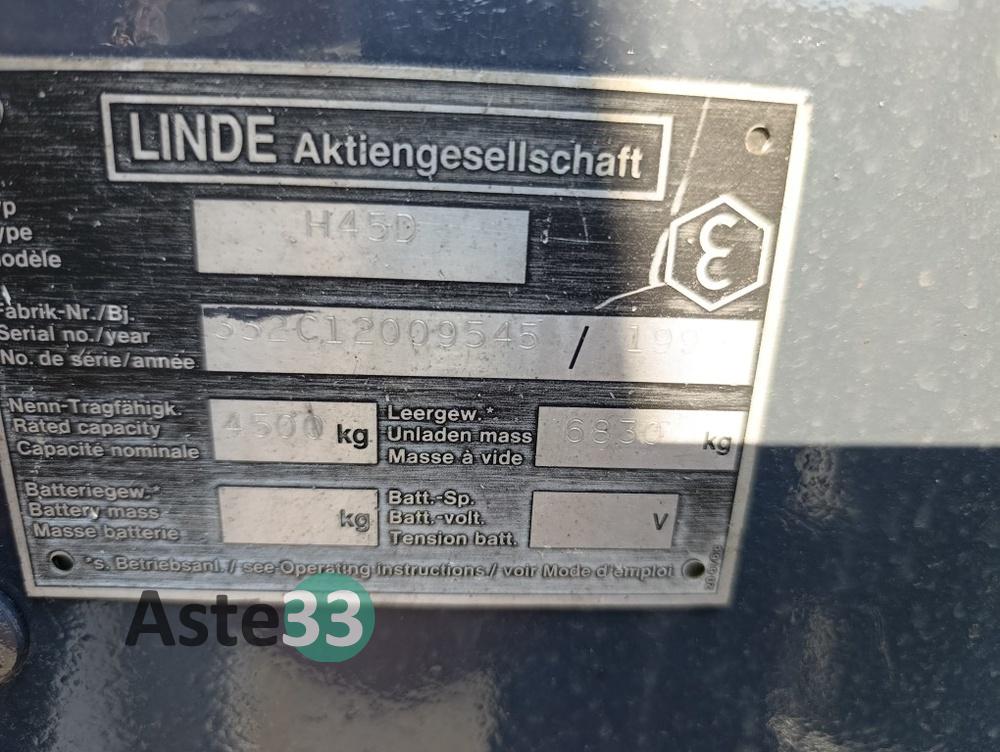 LINDE Aktiengesellschaft
H45D
Fabrik-Nr./Bj.
Serial no./year
No. de série/année
352C12009545 / 199
Nenn-Tragfähigk.
Rated capacity
Capacité nominale
4500 kg
Leergew.*
Unladen mass
Masse à vide
6830 kg
Batteriegew.*
Battery mass
Masse batterie
kg
Batt.-Sp.
Batt.-volt.
Tension batt.
V
*s. Betriebsanl./ see Operating instructions/ voir Mode d'emploi
Aste33